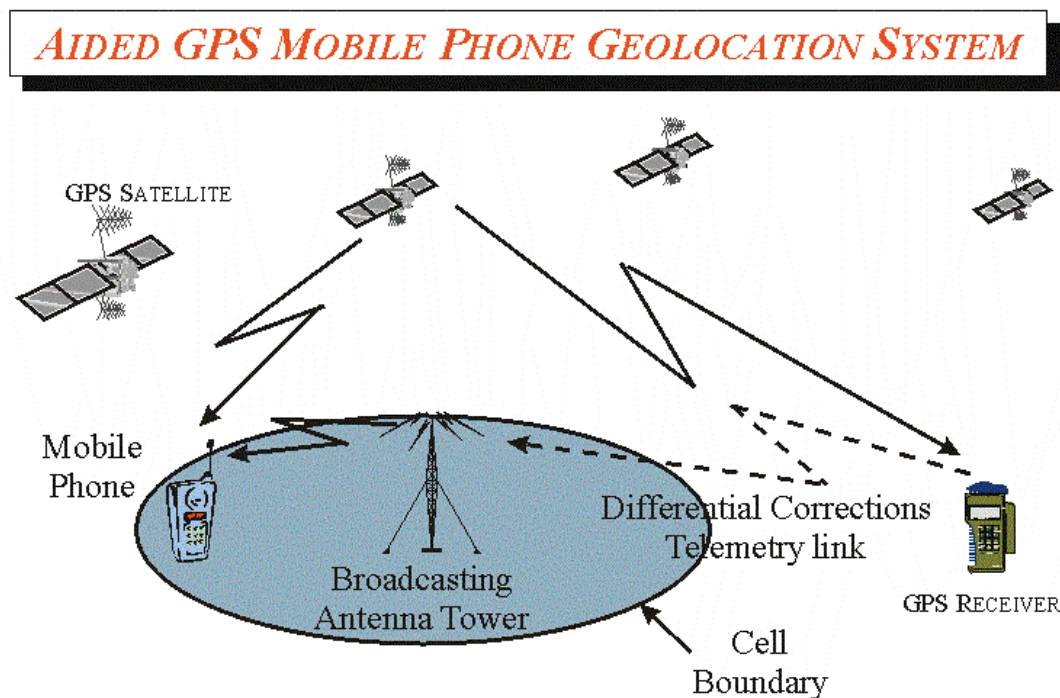 AIDED GPS MOBILE PHONE GEOLOCATION SYSTEM
GPS SATELLITE
Mobile
Phone
Differential Corrections
Telemetry link
Broadcasting
Antenna Tower
GPS RECEIVER
Cell
Boundary